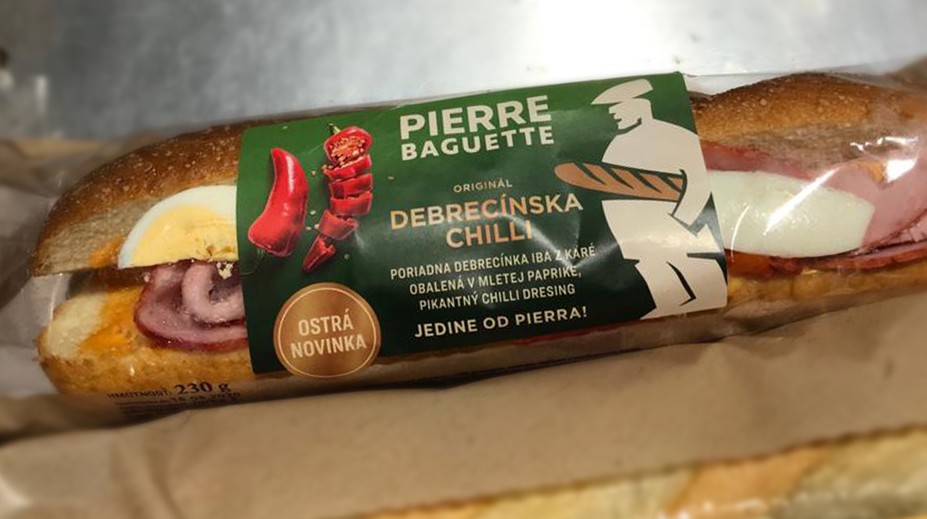 PIERRE
BAGUETTE
ORIGINÁL
DEBRECÍNSKA
CHILLI
PORIADNA DEBRECÍNKA IBA Z KARÉ
OBALENÁ V MLETEJ PAPRIKE,
PIKANTNÝ CHILLI DRESING
JEDINE OD PIERRA!
OSTRÁ
NOVINKA
HMOTNOSŤ: 230 g